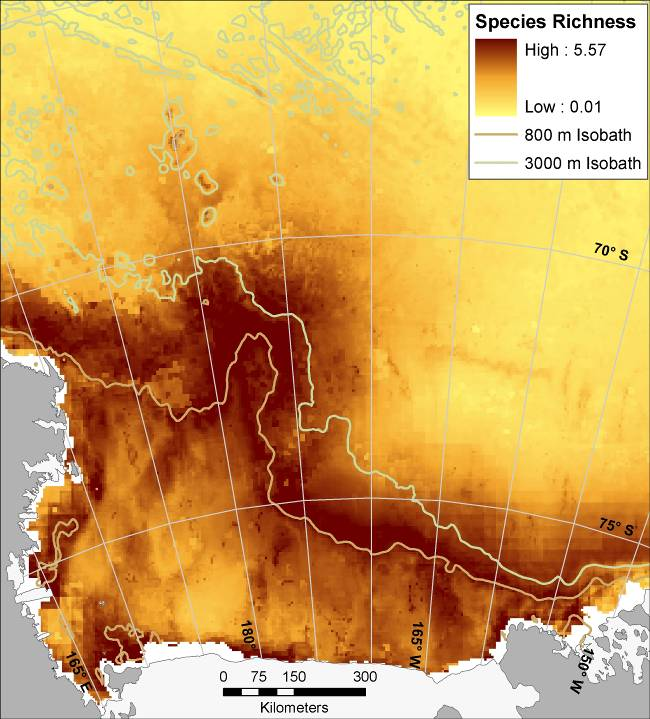 Species Richness
High : 5.57
Low : 0.01
800 m Isobath
3000 m Isobath
70° S
75° S
180°
165° W
165° E
150° W
0 75 150 300
Kilometers